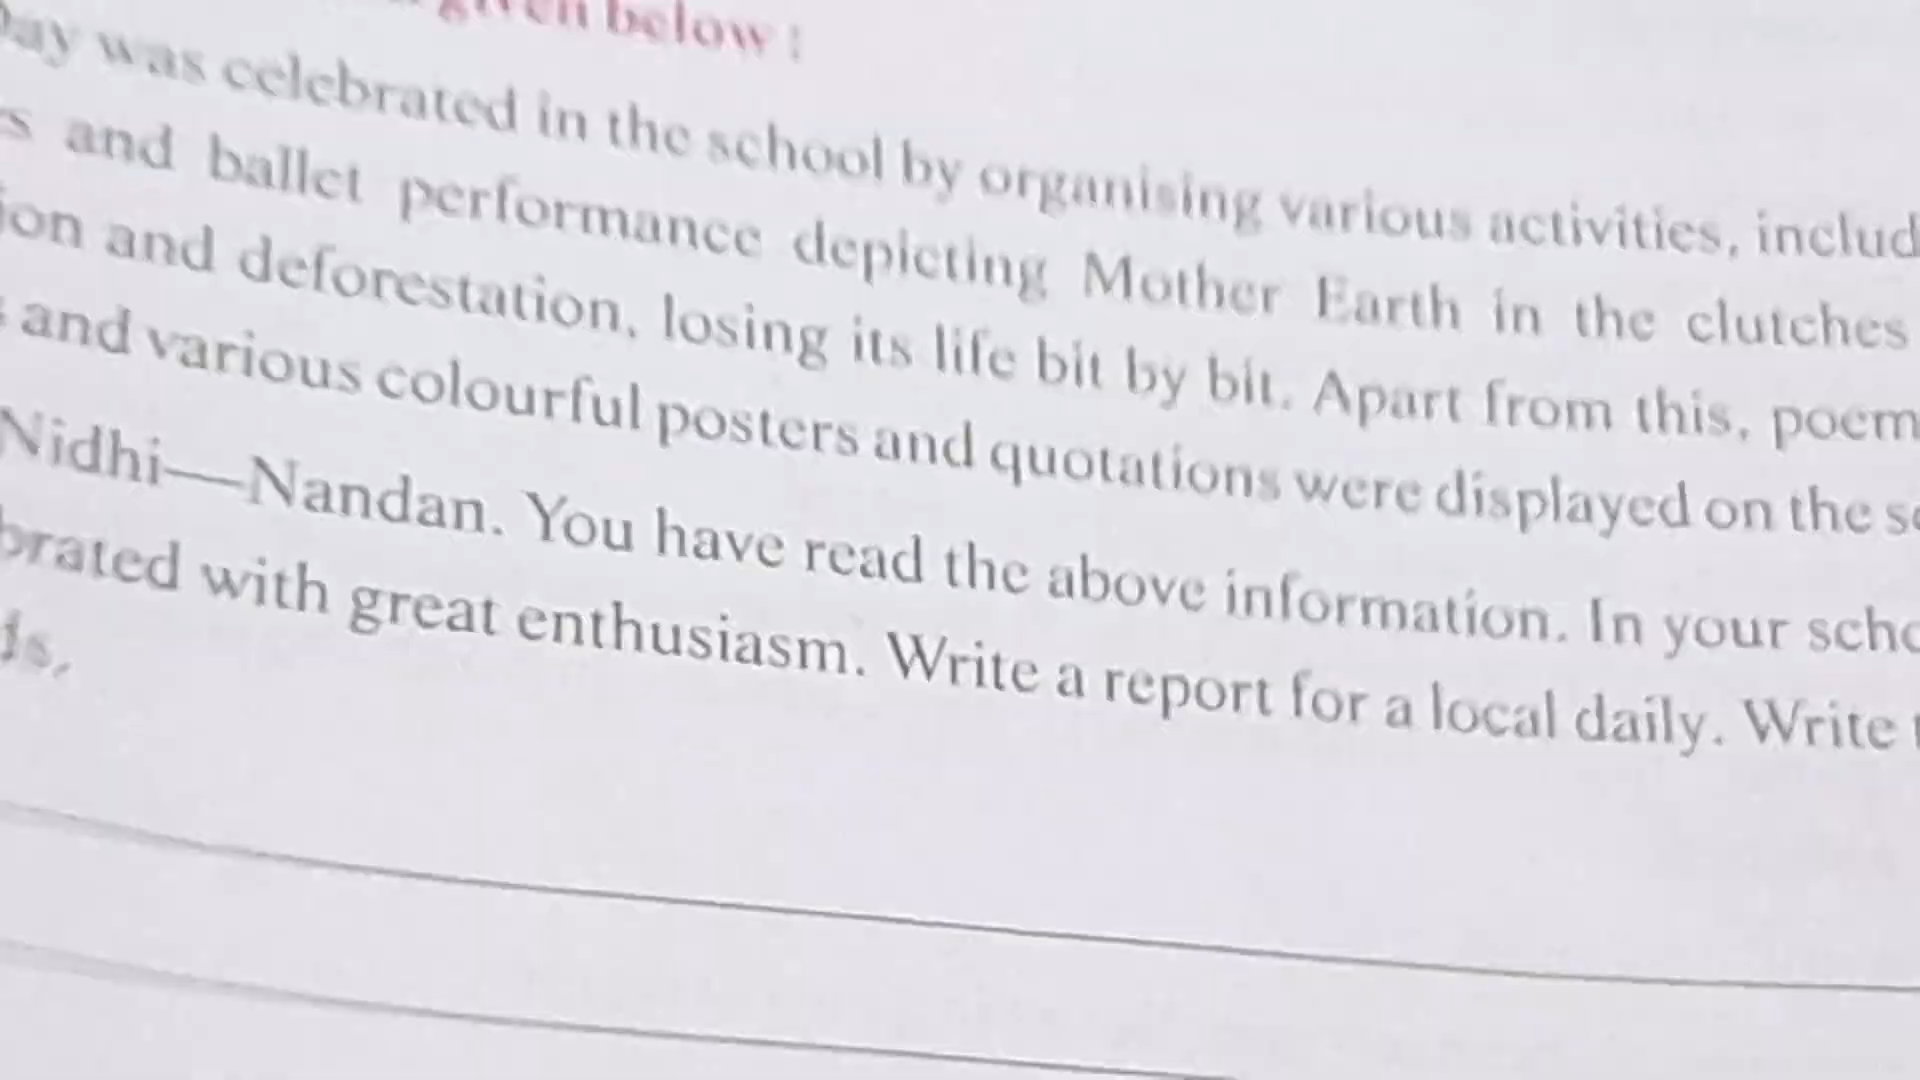 given below :
Day was celebrated in the school by organising various activities, includ
s and ballet performance depicting Mother Earth in the clutches
ion and deforestation, losing its life bit by bit. Apart from this, poem
and various colourful posters and quotations were displayed on the
Nidhi—Nandan. You have read the above information. In your scho
brated with great enthusiasm. Write a report for a local daily. Write
ds,